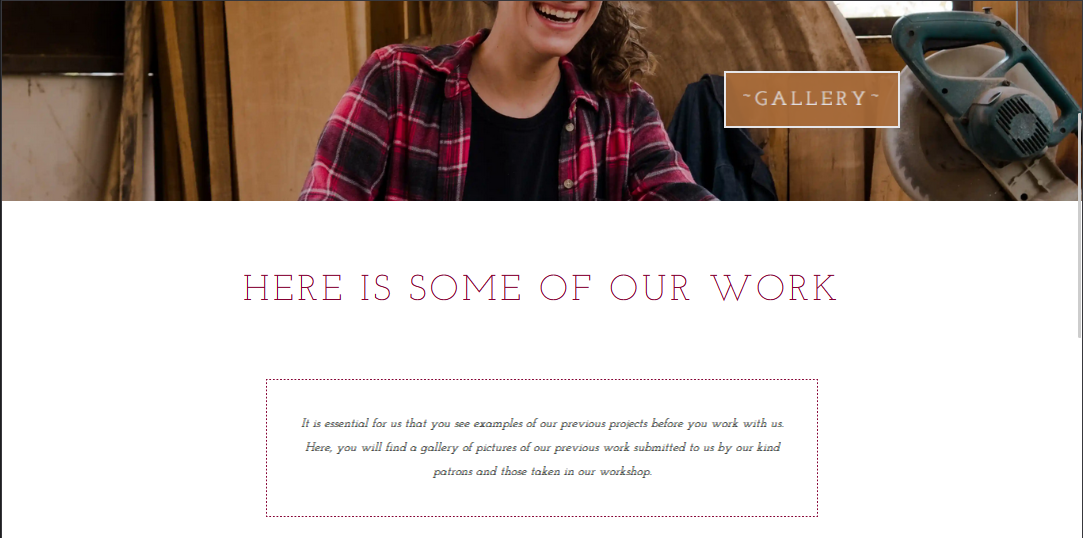 ~GALLERY~
HERE IS SOME OF OUR WORK
It is essential for us that you see examples of our previous projects before you work with us.
Here, you will find a gallery of pictures of our previous work submitted to us by our kind
patrons and those taken in our workshop.